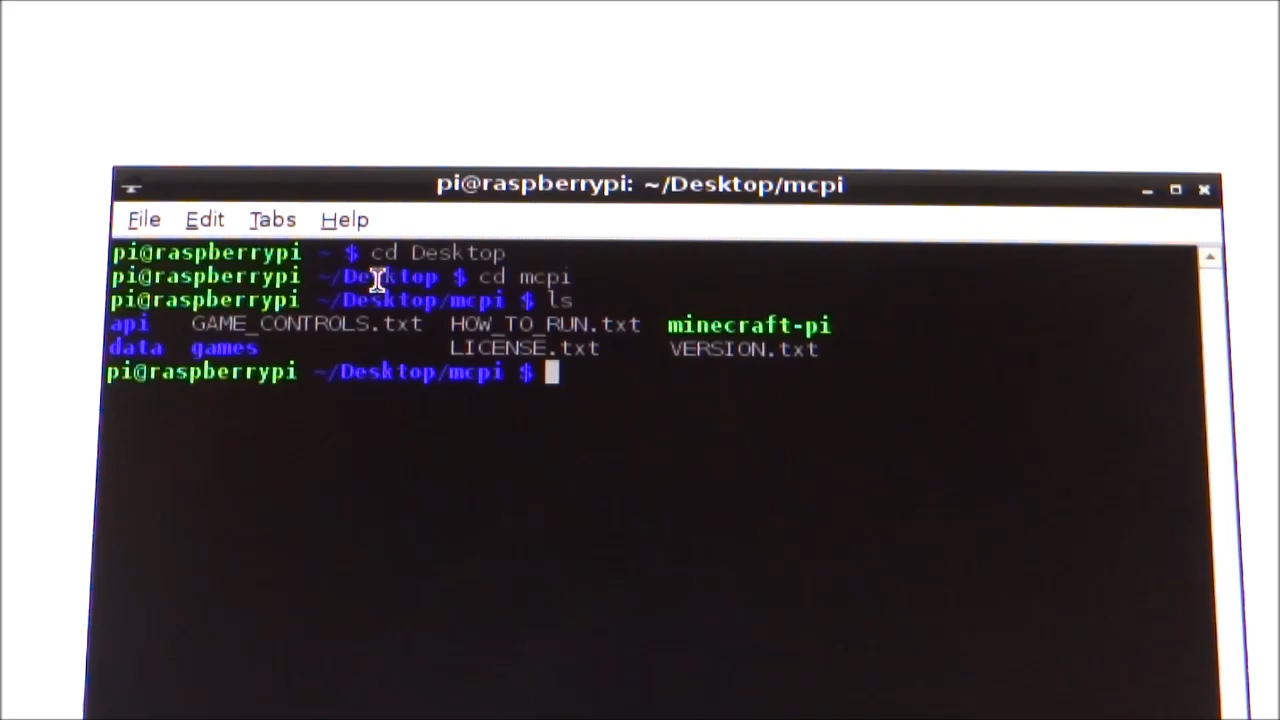 pi@raspberrypi: ~/Desktop/mcpi
File Edit Tabs Help
pi@raspberrypi ~ $ cd Desktop
pi@raspberrypi ~/Desktop $ cd mcpi
pi@raspberrypi ~/Desktop/mcpi $ ls
api GAME_CONTROLS.txt HOW_TO_RUN.txt minecraft-pi
data games LICENSE.txt VERSION.txt
pi@raspberrypi ~/Desktop/mcpi $